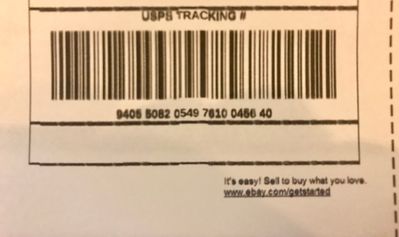 USPS TRACKING #
9405 5082 0549 7610 0456 40
It's easy! Sell to buy what you love.
www.ebay.com/getstarted